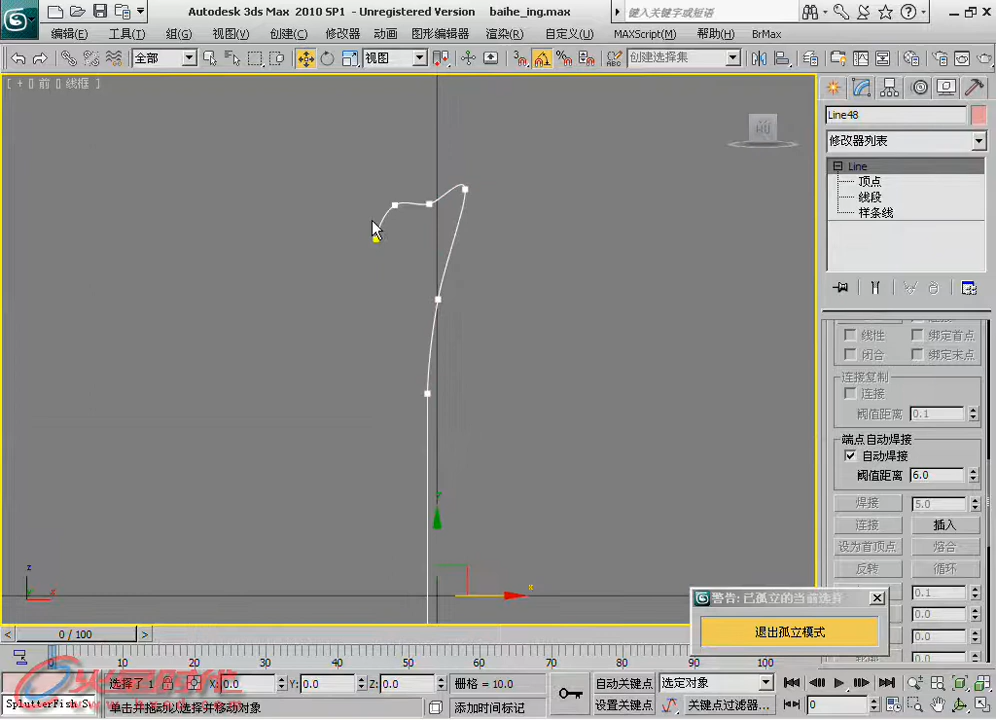 Autodesk 3ds Max 2010 SP1 - Unregistered Version baihe_ing.max 键入关键字或短语
编辑(E) 工具(T) 组(G) 视图(V) 创建(C) 修改器 动画 图形编辑器 渲染(R) 自定义(U) MAXScript(M) 帮助(H) BrMax
全部 视图 创建选择集
[ + 0 前 0 线框 ]
Line48
修改器列表
Line
顶点
线段
样条线
线性 绑定首点
闭合 绑定末点
连接复制
连接
阈值距离 0.1
端点自动焊接
自动焊接
阈值距离 6.0
焊接 5.0
连接 插入
设为首顶点 熔合
反转 循环
0.1
0.0
0.0
0.0
z
x
y
x
警告: 已孤立的当前选择
退出孤立模式
< 0 / 100 >
0 10 20 30 40 50 60 70 80 90 100
选择了 1 X: 0.0 Y: 0.0 Z: 0.0 栅格 = 10.0 自动关键点 选定对象
SplutterFish S 单击并拖动以选择并移动对象 添加时间标记 设置关键点 关键点过滤器... 0